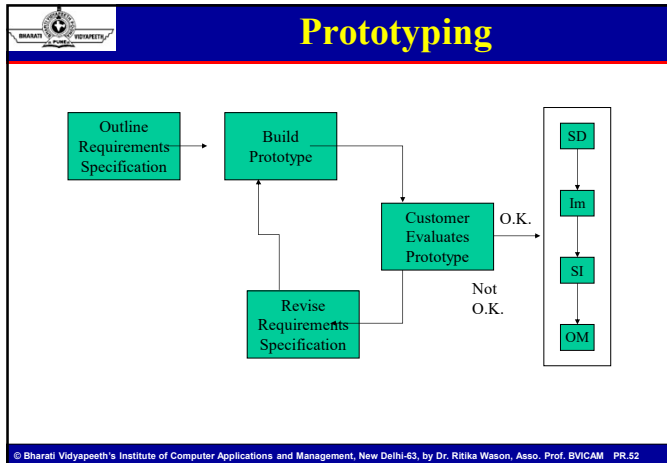 BHARATI
VIDYAPEETH
PUNE
Prototyping
Outline
Requirements
Specification
Build
Prototype
Customer
Evaluates
Prototype
O.K.
Not
O.K.
Revise
Requirements
Specification
SD
Im
SI
OM
© Bharati Vidyapeeth's Institute of Computer Applications and Management, New Delhi-63, by Dr. Ritika Wason, Asso. Prof. BVICAM PR.52